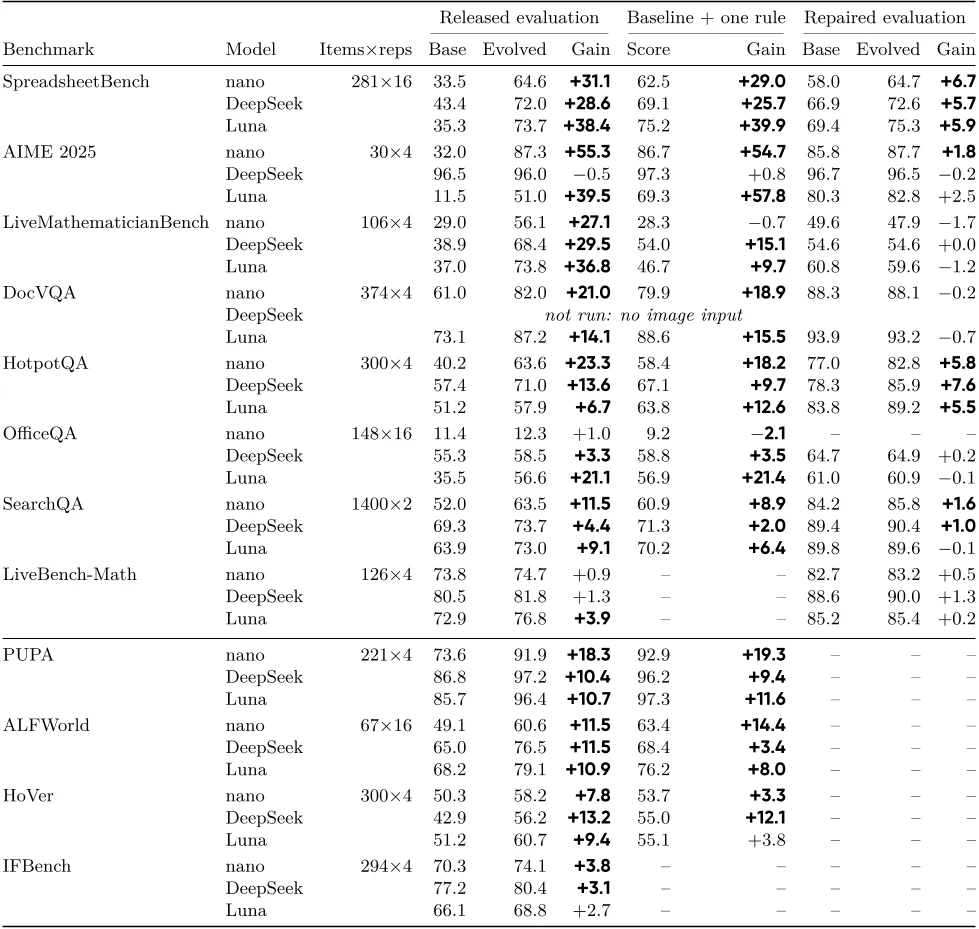 Released evaluation Baseline + one rule Repaired evaluation
Benchmark Model Items×reps Base Evolved Gain Score Gain Base Evolved Gain
SpreadsheetBench nano 281×16 33.5 64.6 +31.1 62.5 +29.0 58.0 64.7 +6.7
DeepSeek 43.4 72.0 +28.6 69.1 +25.7 66.9 72.6 +5.7
Luna 35.3 73.7 +38.4 75.2 +39.9 69.4 75.3 +5.9
AIME 2025 nano 30×4 32.0 87.3 +55.3 86.7 +54.7 85.8 87.7 +1.8
DeepSeek 96.5 96.0 −0.5 97.3 +0.8 96.7 96.5 −0.2
Luna 11.5 51.0 +39.5 69.3 +57.8 80.3 82.8 +2.5
LiveMathematicianBench nano 106×4 29.0 56.1 +27.1 28.3 −0.7 49.6 47.9 −1.7
DeepSeek 38.9 68.4 +29.5 54.0 +15.1 54.6 54.6 +0.0
Luna 37.0 73.8 +36.8 46.7 +9.7 60.8 59.6 −1.2
DocVQA nano 374×4 61.0 82.0 +21.0 79.9 +18.9 88.3 88.1 −0.2
DeepSeek not run: no image input
Luna 73.1 87.2 +14.1 88.6 +15.5 93.9 93.2 −0.7
HotpotQA nano 300×4 40.2 63.6 +23.3 58.4 +18.2 77.0 82.8 +5.8
DeepSeek 57.4 71.0 +13.6 67.1 +9.7 78.3 85.9 +7.6
Luna 51.2 57.9 +6.7 63.8 +12.6 83.8 89.2 +5.5
OfficeQA nano 148×16 11.4 12.3 +1.0 9.2 −2.1 – – –
DeepSeek 55.3 58.5 +3.3 58.8 +3.5 64.7 64.9 +0.2
Luna 35.5 56.6 +21.1 56.9 +21.4 61.0 60.9 −0.1
SearchQA nano 1400×2 52.0 63.5 +11.5 60.9 +8.9 84.2 85.8 +1.6
DeepSeek 69.3 73.7 +4.4 71.3 +2.0 89.4 90.4 +1.0
Luna 63.9 73.0 +9.1 70.2 +6.4 89.8 89.6 −0.1
LiveBench-Math nano 126×4 73.8 74.7 +0.9 – – 82.7 83.2 +0.5
DeepSeek 80.5 81.8 +1.3 – – 88.6 90.0 +1.3
Luna 72.9 76.8 +3.9 – – 85.2 85.4 +0.2
PUPA nano 221×4 73.6 91.9 +18.3 92.9 +19.3 – – –
DeepSeek 86.8 97.2 +10.4 96.2 +9.4 – – –
Luna 85.7 96.4 +10.7 97.3 +11.6 – – –
ALFWorld nano 67×16 49.1 60.6 +11.5 63.4 +14.4 – – –
DeepSeek 65.0 76.5 +11.5 68.4 +3.4 – – –
Luna 68.2 79.1 +10.9 76.2 +8.0 – – –
HoVer nano 300×4 50.3 58.2 +7.8 53.7 +3.3 – – –
DeepSeek 42.9 56.2 +13.2 55.0 +12.1 – – –
Luna 51.2 60.7 +9.4 55.1 +3.8 – – –
IFBench nano 294×4 70.3 74.1 +3.8 – – – – –
DeepSeek 77.2 80.4 +3.1 – – – – –
Luna 66.1 68.8 +2.7 – – – – –